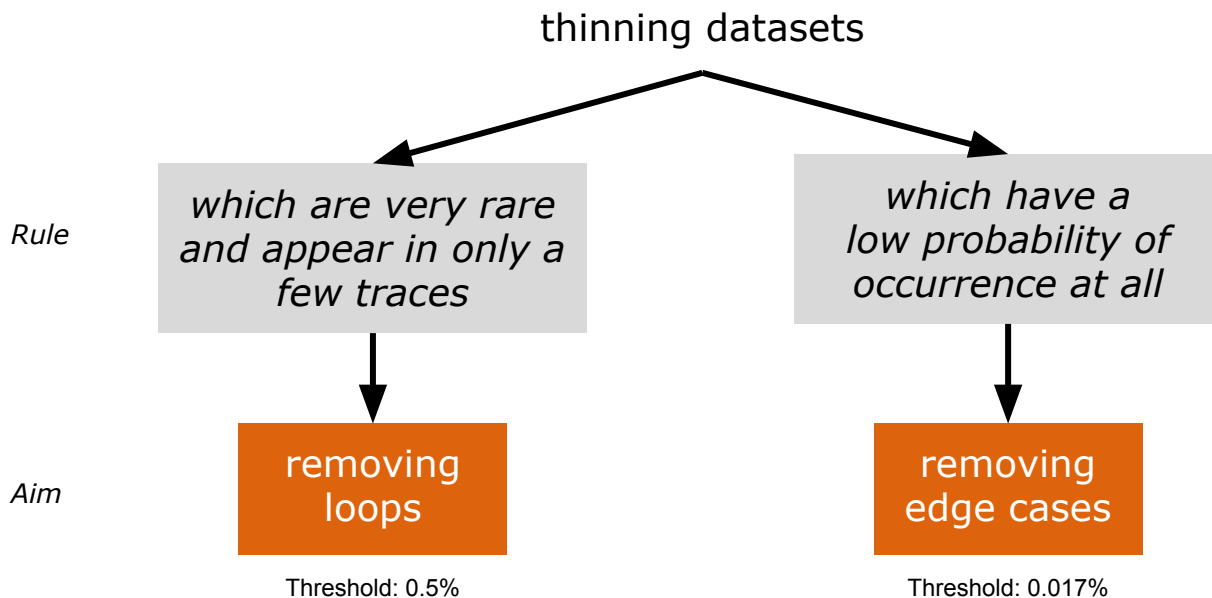 thinning datasets
Rule
which are very rare
and appear in only a
few traces
which have a
low probability of
occurrence at all
Aim
removing
loops
removing
edge cases
Threshold: 0.5%
Threshold: 0.017%